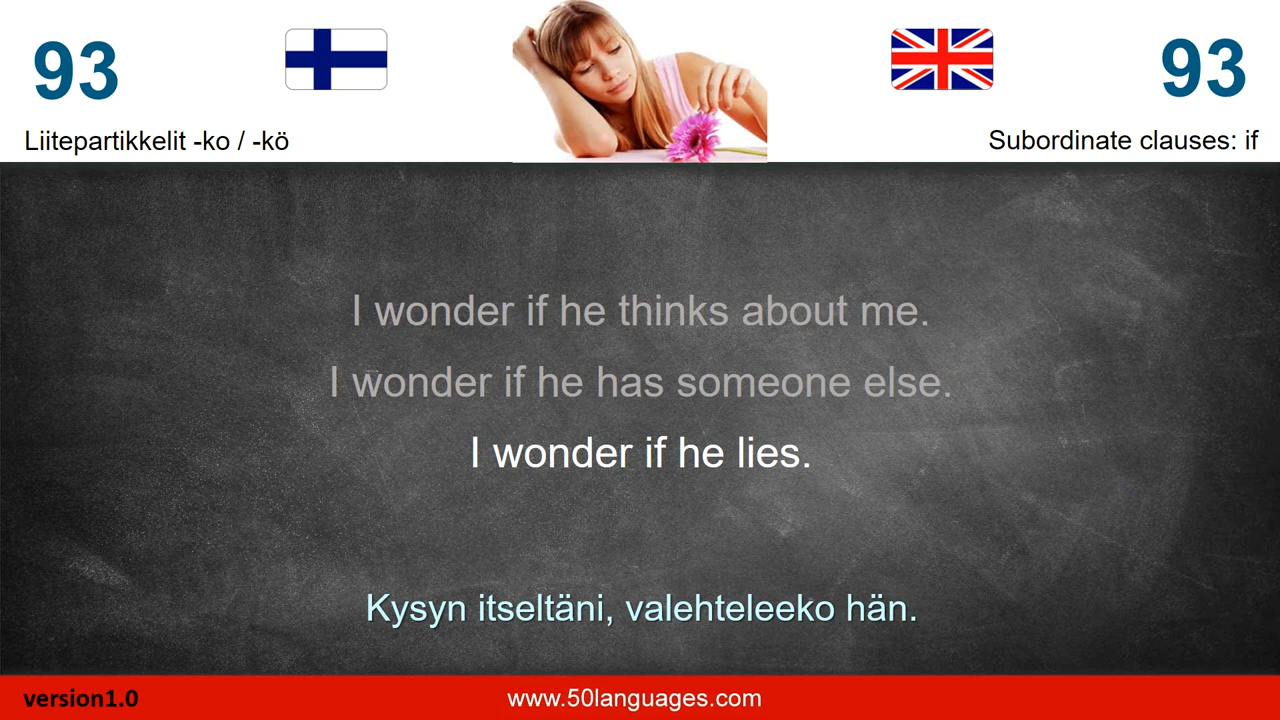 93
93
Liitepartikkelit -ko / -kö
Subordinate clauses: if
I wonder if he thinks about me.
I wonder if he has someone else.
I wonder if he lies.
Kysyn itseltäni, valehteleeko hän.
version1.0
www.50languages.com